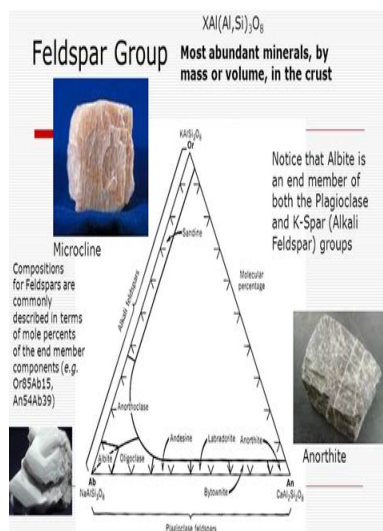 XAl(Al,Si)₃O₈
Feldspar Group
Most abundant minerals, by
mass or volume, in the crust
KAlSi₃O₈
Or
Notice that Albite is
an end member of
both the Plagioclase
and K-Spar (Alkali
Feldspar) groups
Microcline
Sanidine
Compositions
for Feldspars are
commonly
described in terms
of mole percents
of the end member
components (e.g.
Or85Ab15,
An54Ab39)
Alkali feldspars
Molecular
percentage
Anorthoclase
Anorthite
Albite
Oligoclase
Andesine
Labradorite
Anorthite
Ab
NaAlSi₃O₈
Bytownite
An
CaAl₂Si₂O₈
Plagioclase feldspars